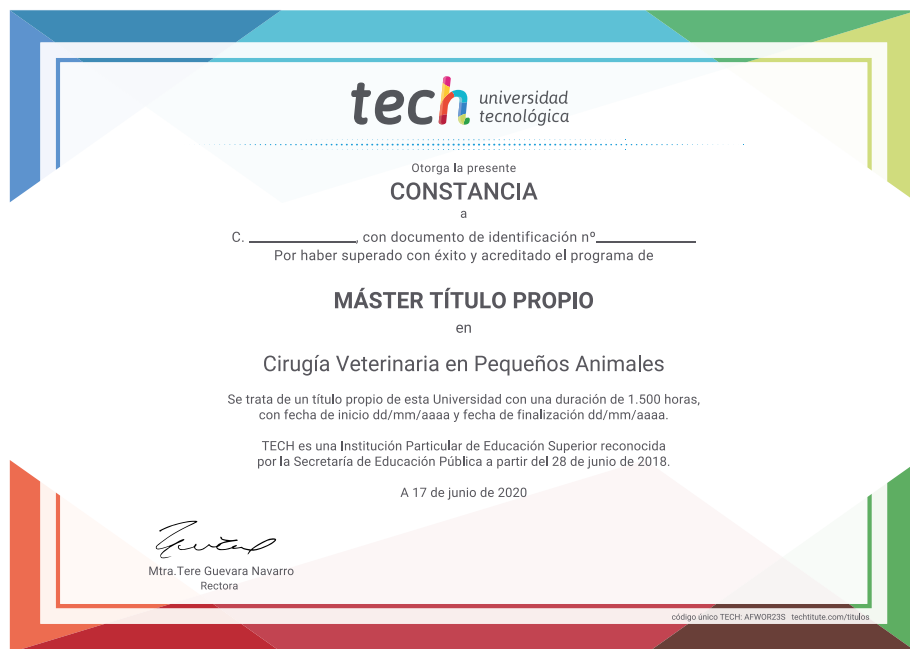 tech universidad
tecnológica
Otorga la presente
CONSTANCIA
a
C. ______________, con documento de identificación nº_____________
Por haber superado con éxito y acreditado el programa de
MÁSTER TÍTULO PROPIO
en
Cirugía Veterinaria en Pequeños Animales
Se trata de un título propio de esta Universidad con una duración de 1.500 horas,
con fecha de inicio dd/mm/aaaa y fecha de finalización dd/mm/aaaa.
TECH es una Institución Particular de Educación Superior reconocida
por la Secretaría de Educación Pública a partir del 28 de junio de 2018.
A 17 de junio de 2020
Mtra.Tere Guevara Navarro
Rectora
código único TECH: AFWOR23S techtitute.com/titulos